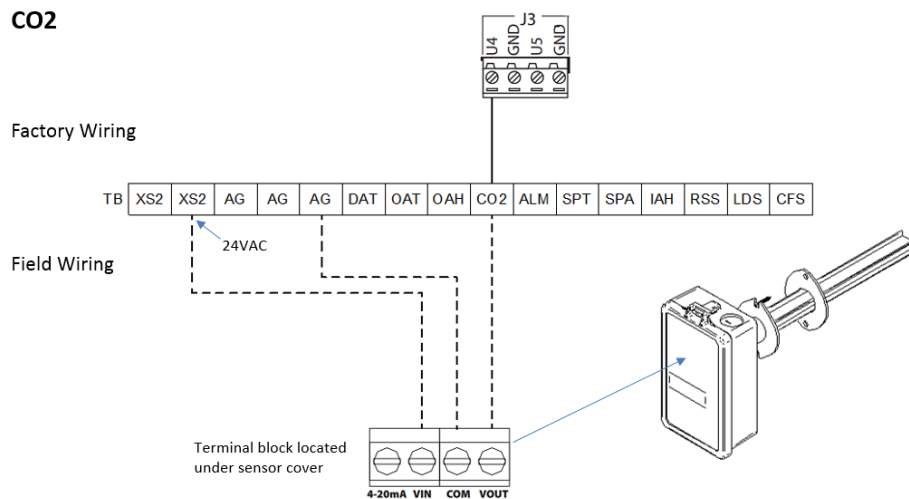 CO2
J3
U4 GND U5 GND
Factory Wiring
TB XS2 XS2 AG AG AG DAT OAT OAH CO2 ALM SPT SPA IAH RSS LDS CFS
24VAC
Field Wiring
Terminal block located
under sensor cover
4-20mA VIN COM VOUT